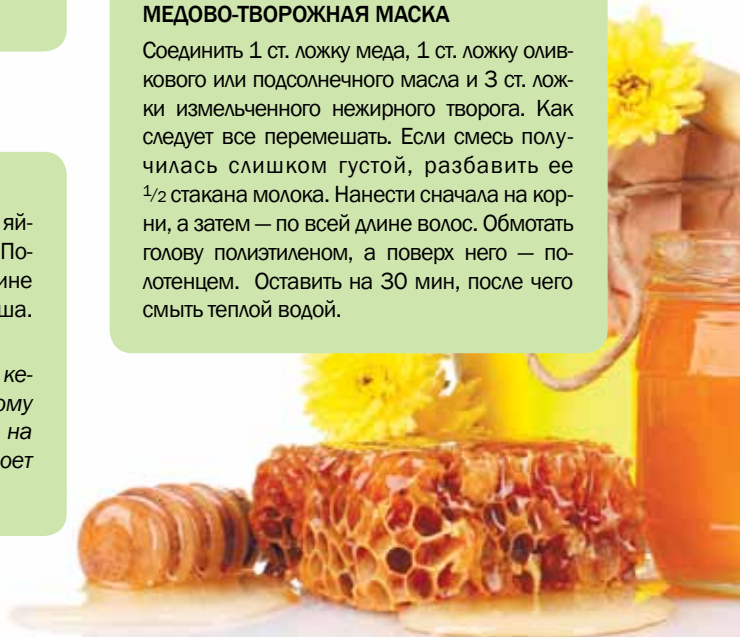 МЕДОВО-ТВОРОЖНАЯ МАСКА
Соединить 1 ст. ложку меда, 1 ст. ложку олив-
кового или подсолнечного масла и 3 ст. лож-
ки измельченного нежирного творога. Как
следует все перемешать. Если смесь полу-
чилась слишком густой, разбавить ее
1/2 стакана молока. Нанести сначала на кор-
ни, а затем — по всей длине волос. Обмотать
голову полиэтиленом, а поверх него — по-
лотенцем. Оставить на 30 мин, после чего
смыть теплой водой.
яй-
По-
ине
ша.
ке-
ому
на
оет